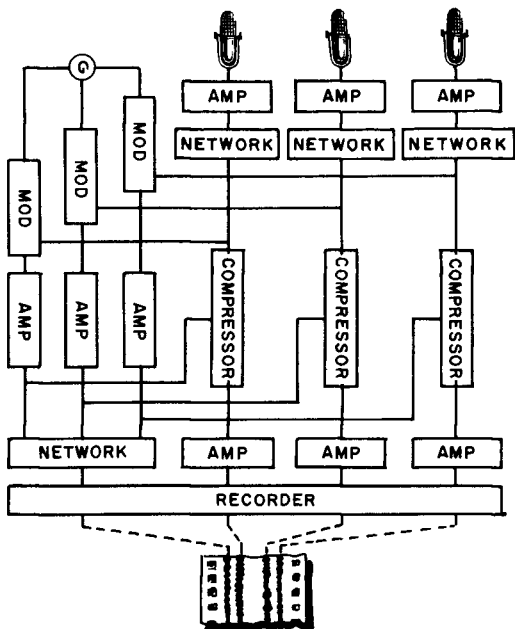 G
AMP AMP AMP
NETWORK NETWORK NETWORK
MOD
MOD
MOD
COMPRESSOR COMPRESSOR COMPRESSOR
AMP AMP AMP
NETWORK AMP AMP AMP
RECORDER